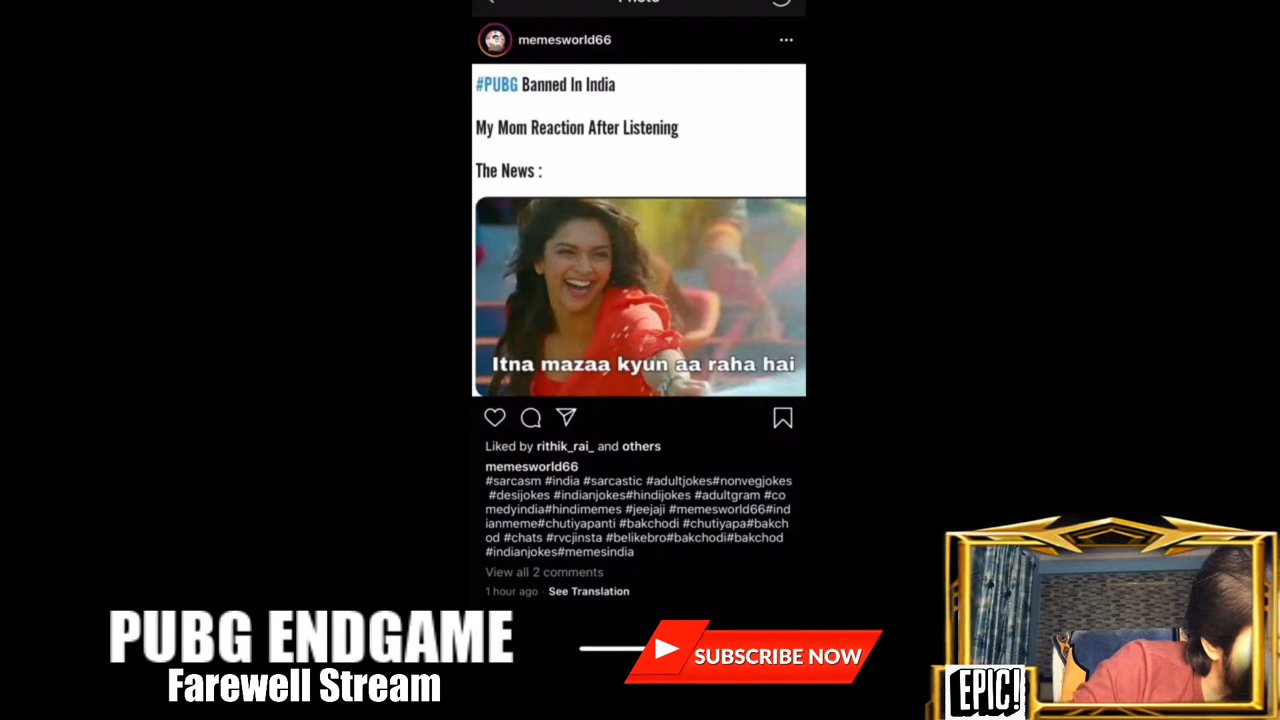 memesworld66
#PUBG Banned In India
My Mom Reaction After Listening
The News :
Itna mazaa kyun aa raha hai
Liked by rithik_rai_ and others
memesworld66
#sarcasm #india #sarcastic #adultjokes#nonvegjokes
#desijokes #indianjokes#hindijokes #adultgram #co
medyindia#hindimemes #jeejaji #memesworld66#ind
ianmeme#chutiyapanti #bakchodi #chutiyapa#bakch
od #chats #rvcjinsta #belikebro#bakchodi#bakchod
#indianjokes#memesindia
View all 2 comments
1 hour ago · See Translation
PUBG ENDGAME
Farewell Stream
SUBSCRIBE NOW
EPIC!